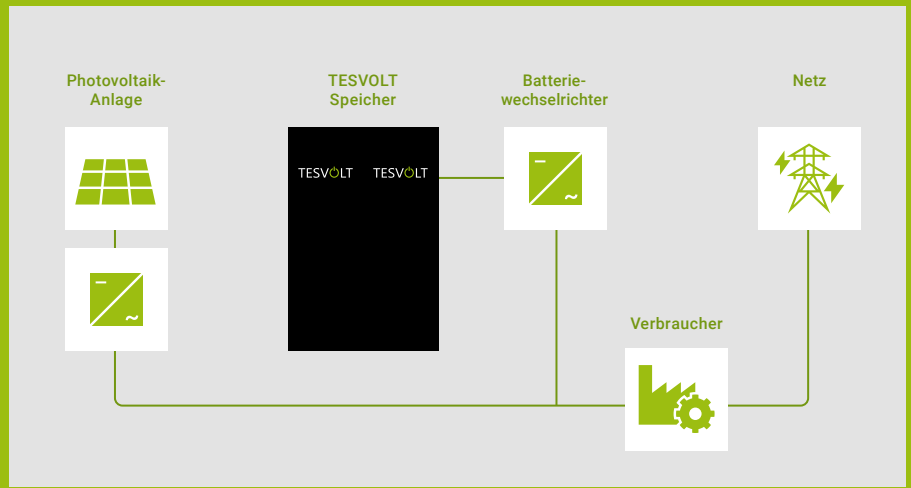 Photovoltaik-
Anlage
TESVOLT
Speicher
Batterie-
wechselrichter
Netz
TESVOLT TESVOLT
Verbraucher